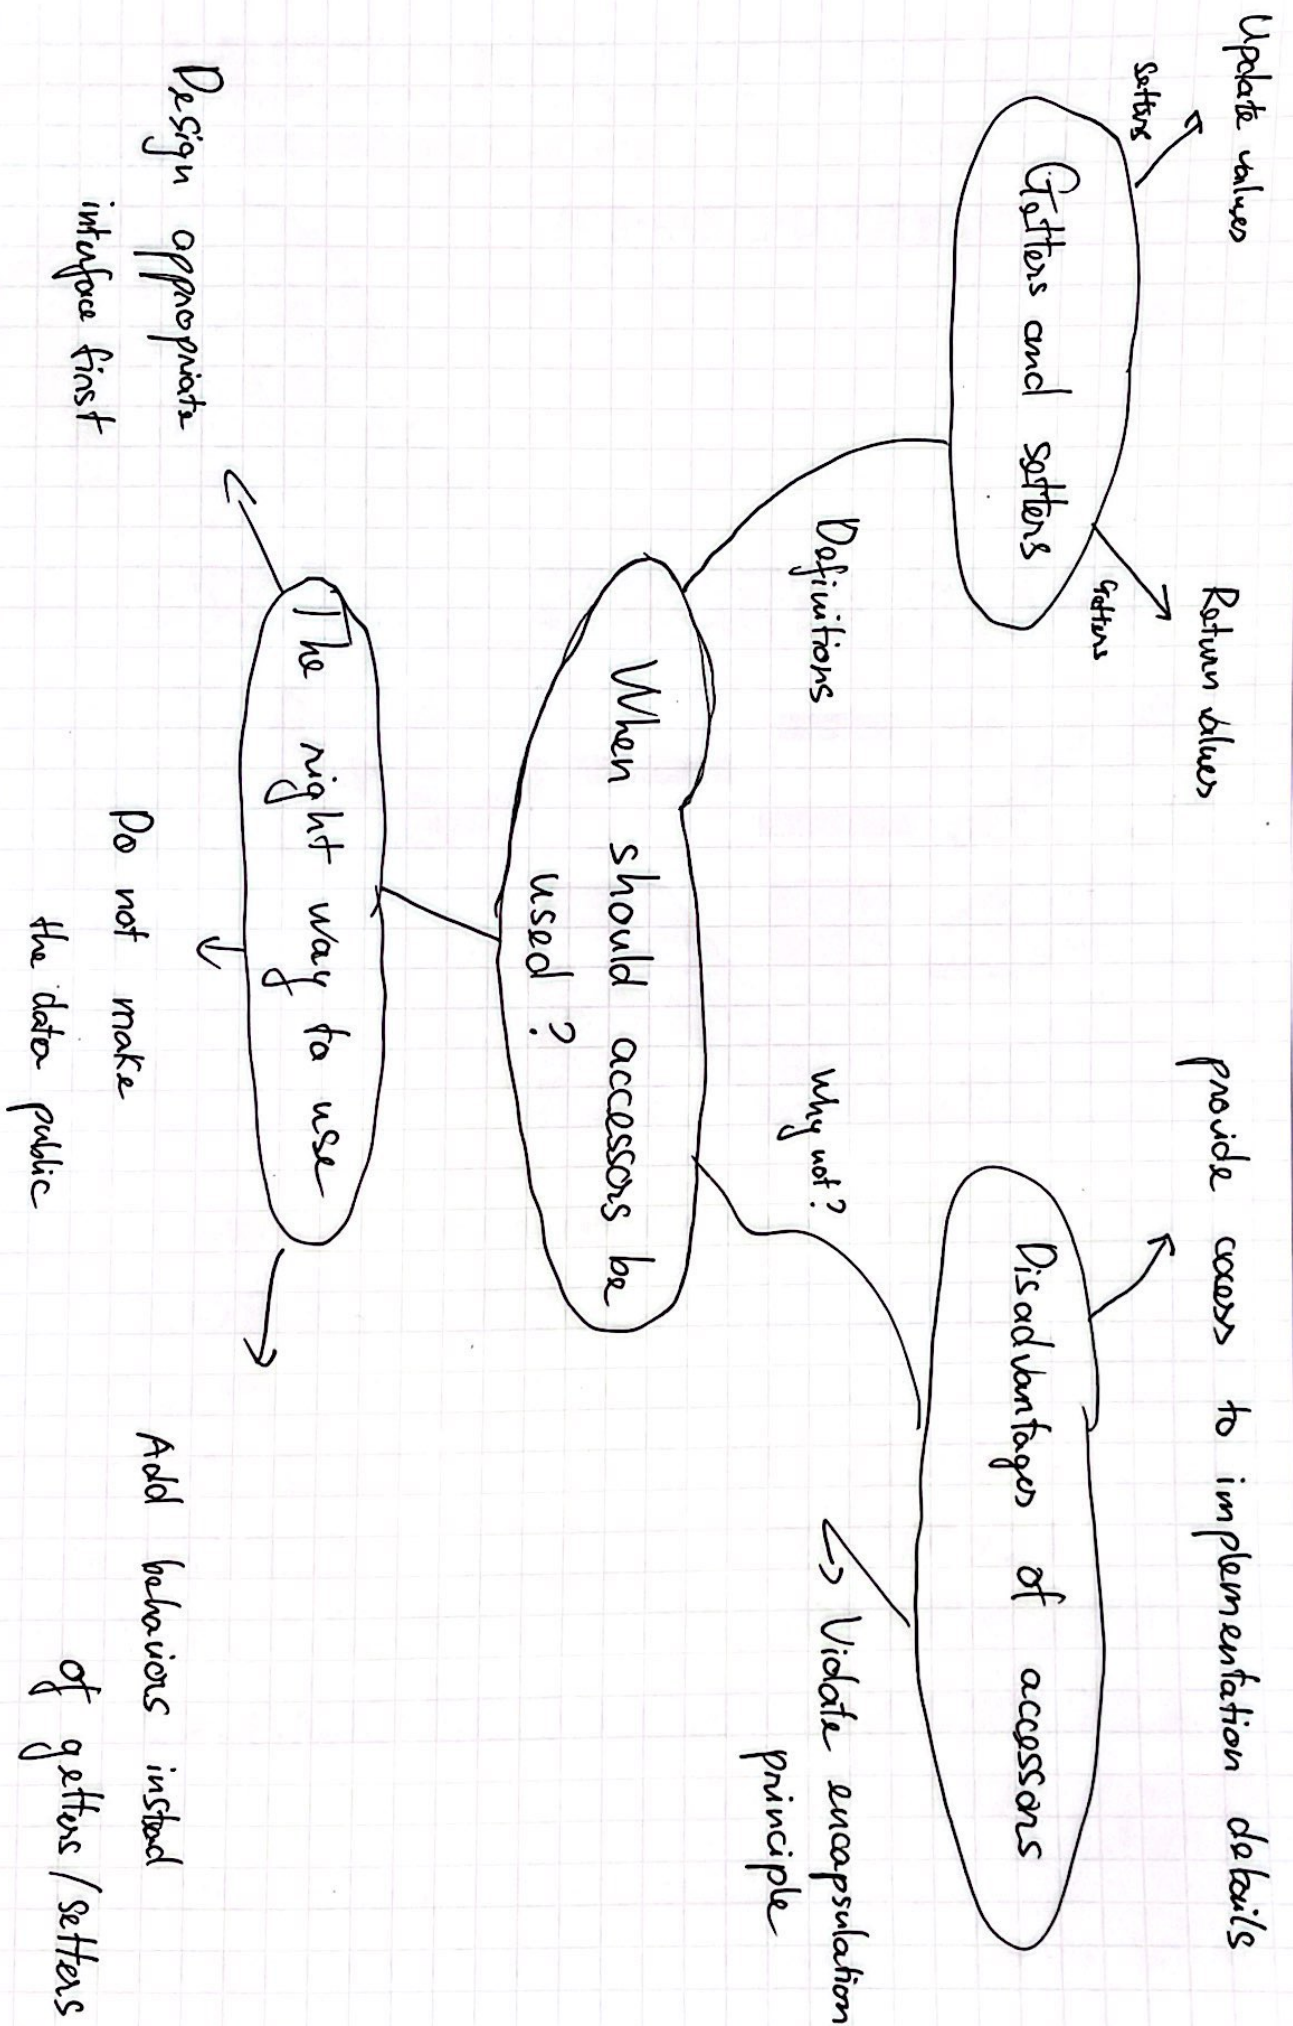 Update values
setters
Getters and setters
Return values
Getters
Definitions
provide access to implementation details
Disadvantages of accessors
Why not?
Violate encapsulation
principle
When should accessors be
used?
The right way to use
Design appropriate
interface first
Do not make
the data public
Add behaviors instead
of getters/setters